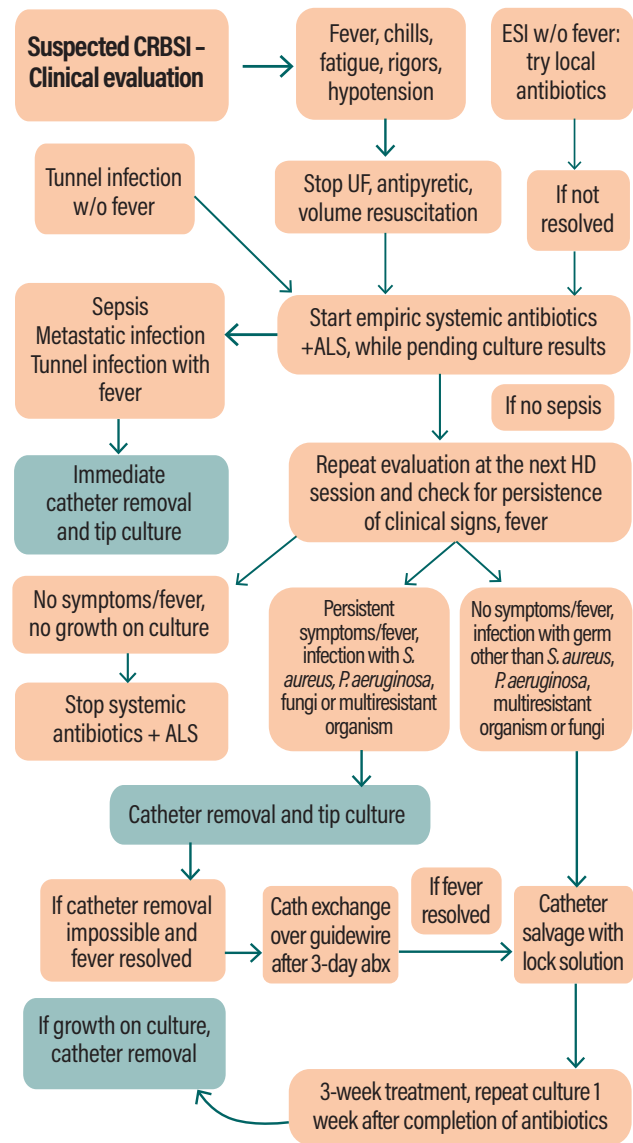 Suspected CRBSI –
Clinical evaluation
Fever, chills,
fatigue, rigors,
hypotension
ESI w/o fever:
try local
antibiotics
Tunnel infection
w/o fever
Stop UF, antipyretic,
volume resuscitation
If not
resolved
Sepsis
Metastatic infection
Tunnel infection with
fever
Start empiric systemic antibiotics
+ALS, while pending culture results
If no sepsis
Immediate
catheter removal
and tip culture
Repeat evaluation at the next HD
session and check for persistence
of clinical signs, fever
No symptoms/fever,
no growth on culture
Persistent
symptoms/fever,
infection with S.
aureus, P. aeruginosa,
fungi or multiresistant
organism
No symptoms/fever,
infection with germ
other than S. aureus,
P. aeruginosa,
multiresistant
organism or fungi
Stop systemic
antibiotics + ALS
Catheter removal and tip culture
If catheter removal
impossible and
fever resolved
Cath exchange
over guidewire
after 3-day abx
If fever
resolved
Catheter
salvage with
lock solution
If growth on culture,
catheter removal
3-week treatment, repeat culture 1
week after completion of antibiotics